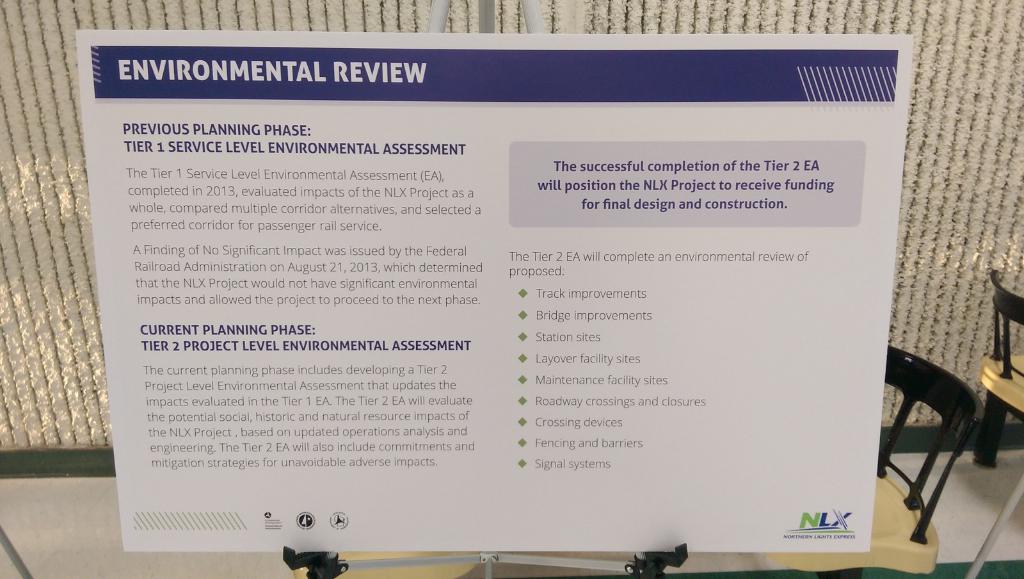 ENVIRONMENTAL REVIEW
PREVIOUS PLANNING PHASE:
TIER 1 SERVICE LEVEL ENVIRONMENTAL ASSESSMENT
The Tier 1 Service Level Environmental Assessment (EA),
completed in 2013, evaluated impacts of the NLX Project as a
whole, compared multiple corridor alternatives, and selected a
preferred corridor for passenger rail service.
A Finding of No Significant Impact was issued by the Federal
Railroad Administration on August 21, 2013, which determined
that the NLX Project would not have significant environmental
impacts and allowed the project to proceed to the next phase.
CURRENT PLANNING PHASE:
TIER 2 PROJECT LEVEL ENVIRONMENTAL ASSESSMENT
The current planning phase includes developing a Tier 2
Project Level Environmental Assessment that updates the
impacts evaluated in the Tier 1 EA. The Tier 2 EA will evaluate
the potential social, historic and natural resource impacts of
the NLX Project , based on updated operations analysis and
engineering. The Tier 2 EA will also include commitments and
mitigation strategies for unavoidable adverse impacts.
The successful completion of the Tier 2 EA
will position the NLX Project to receive funding
for final design and construction.
The Tier 2 EA will complete an environmental review of
proposed:
Track improvements
Bridge improvements
Station sites
Layover facility sites
Maintenance facility sites
Roadway crossings and closures
Crossing devices
Fencing and barriers
Signal systems
NLX
NORTHERN LIGHTS EXPRESS